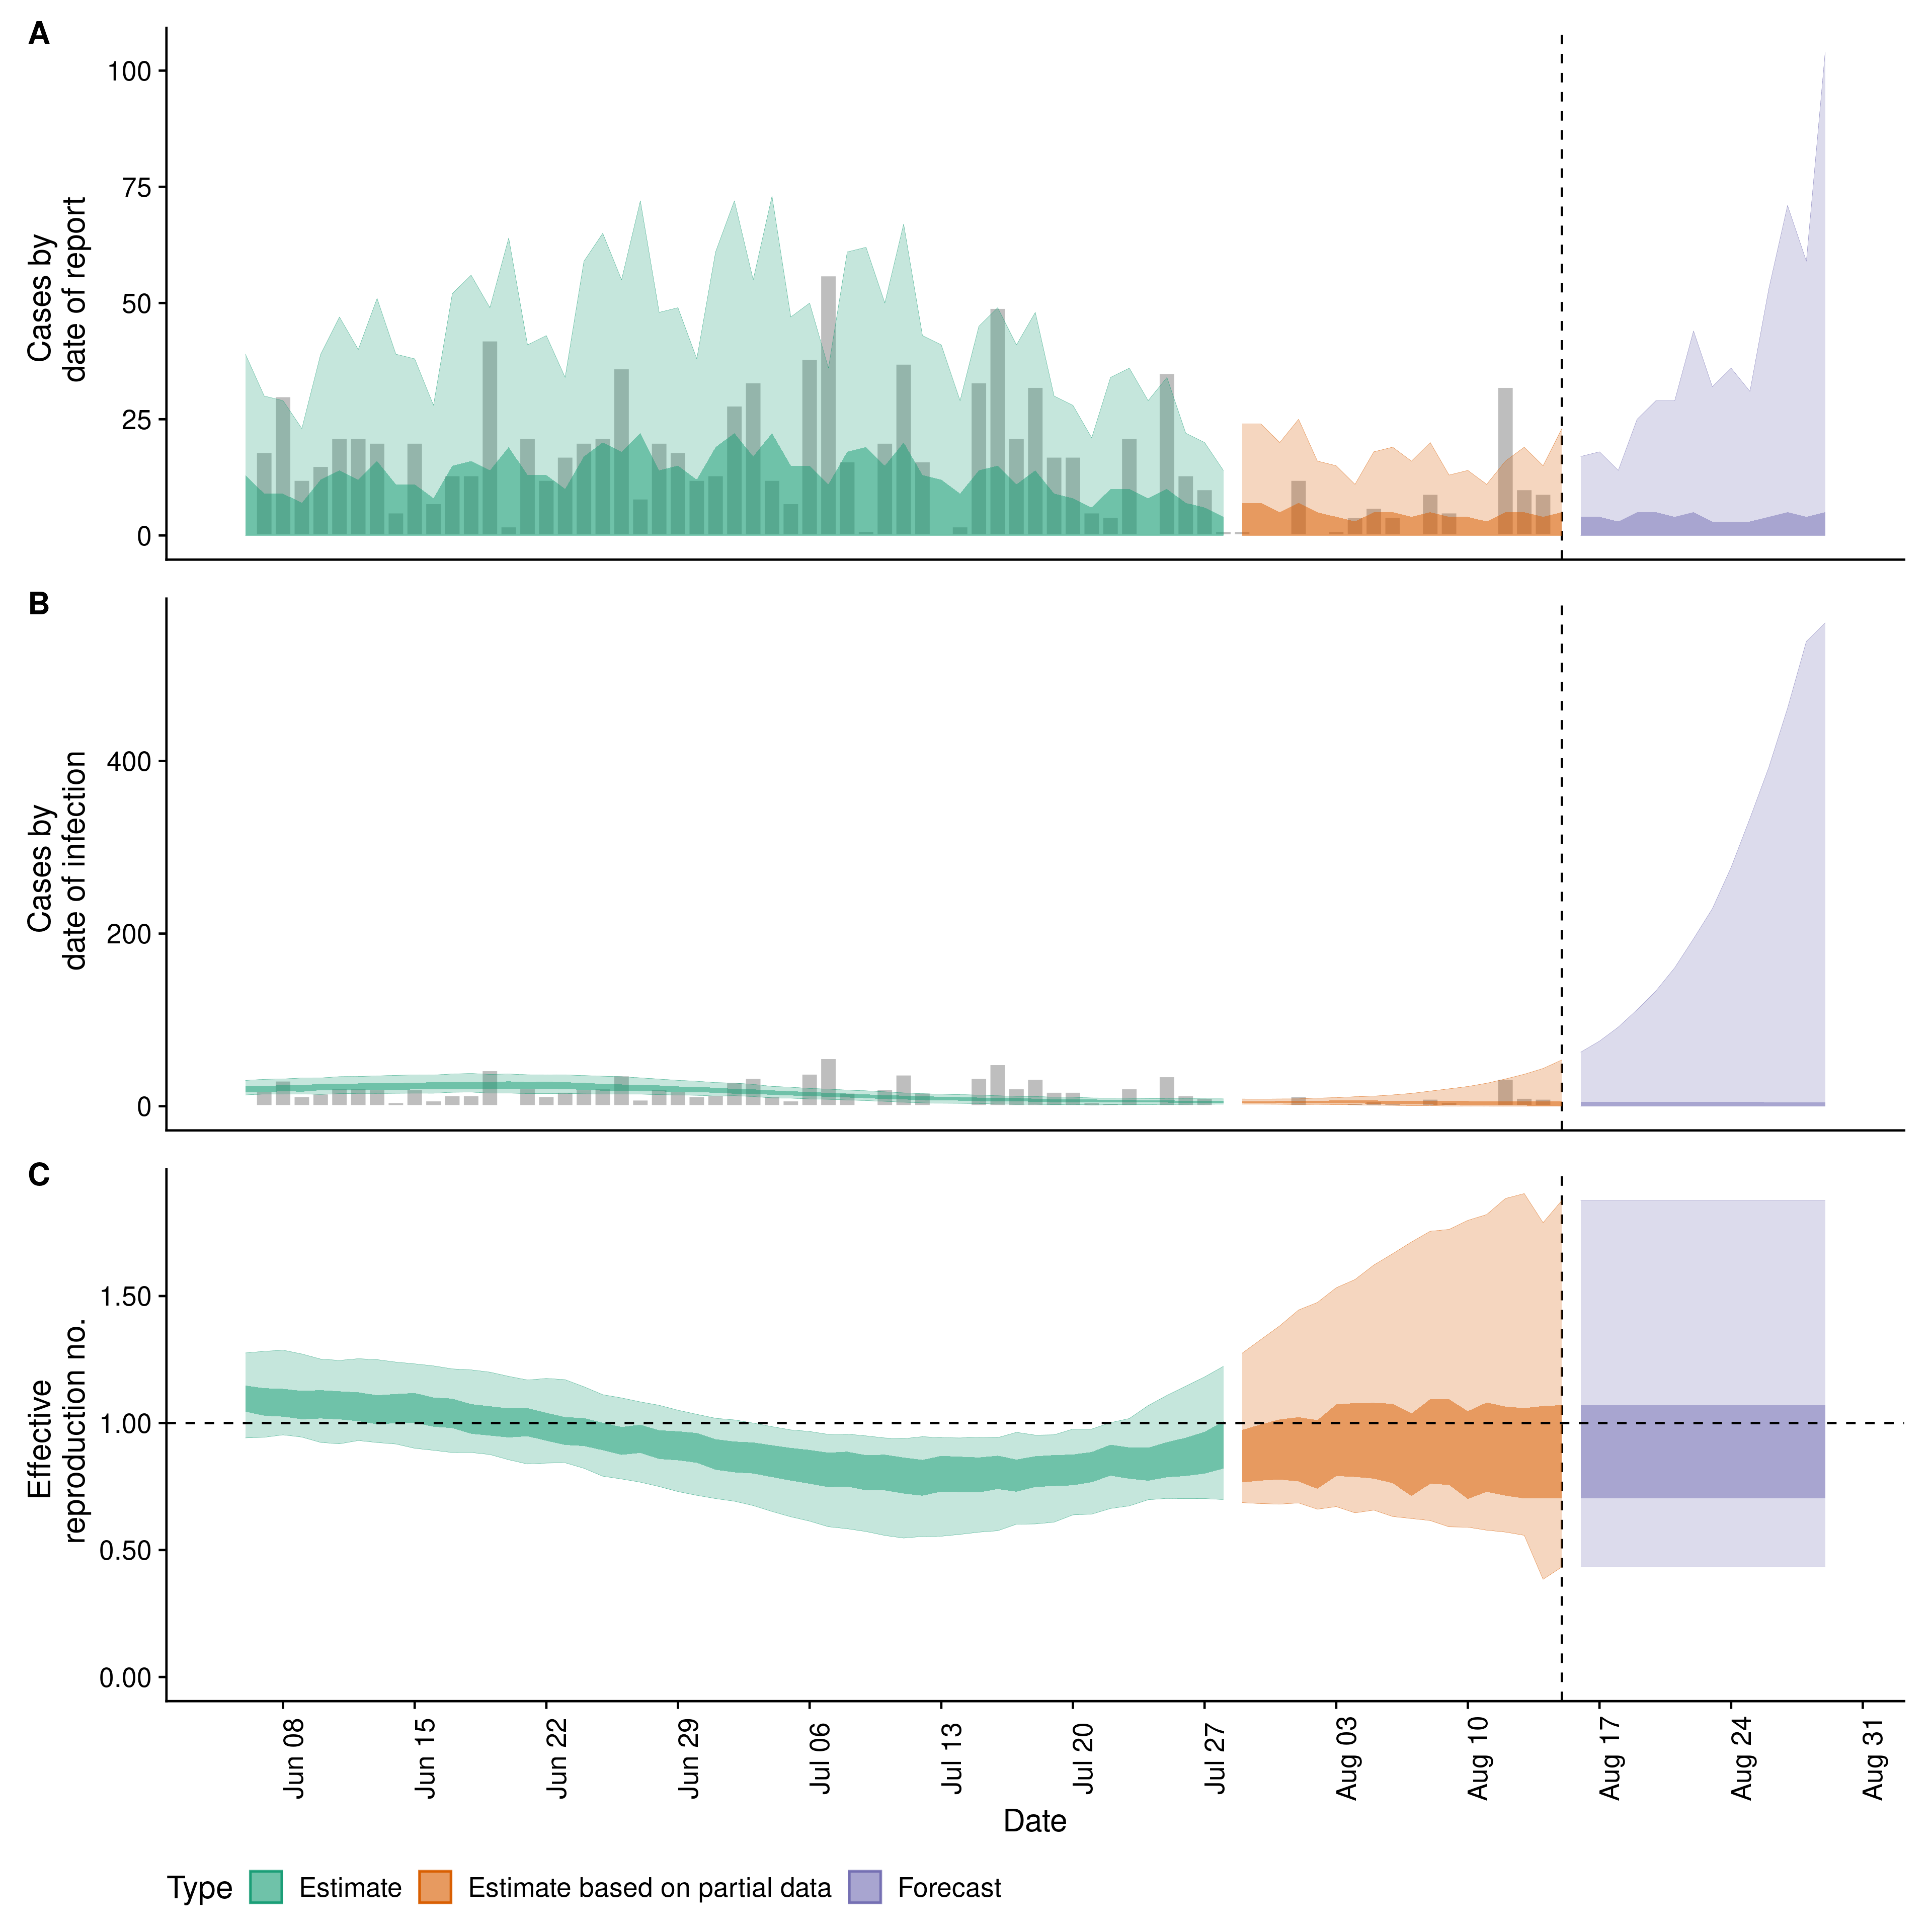 A
100
75
50
25
0
Cases by
date of report
B
400
200
0
Cases by
date of infection
C
1.50
1.00
0.50
0.00
Effective
reproduction no.
Jun 08
Jun 15
Jun 22
Jun 29
Jul 06
Jul 13
Jul 20
Jul 27
Aug 03
Aug 10
Aug 17
Aug 24
Aug 31
Date
Type Estimate Estimate based on partial data Forecast